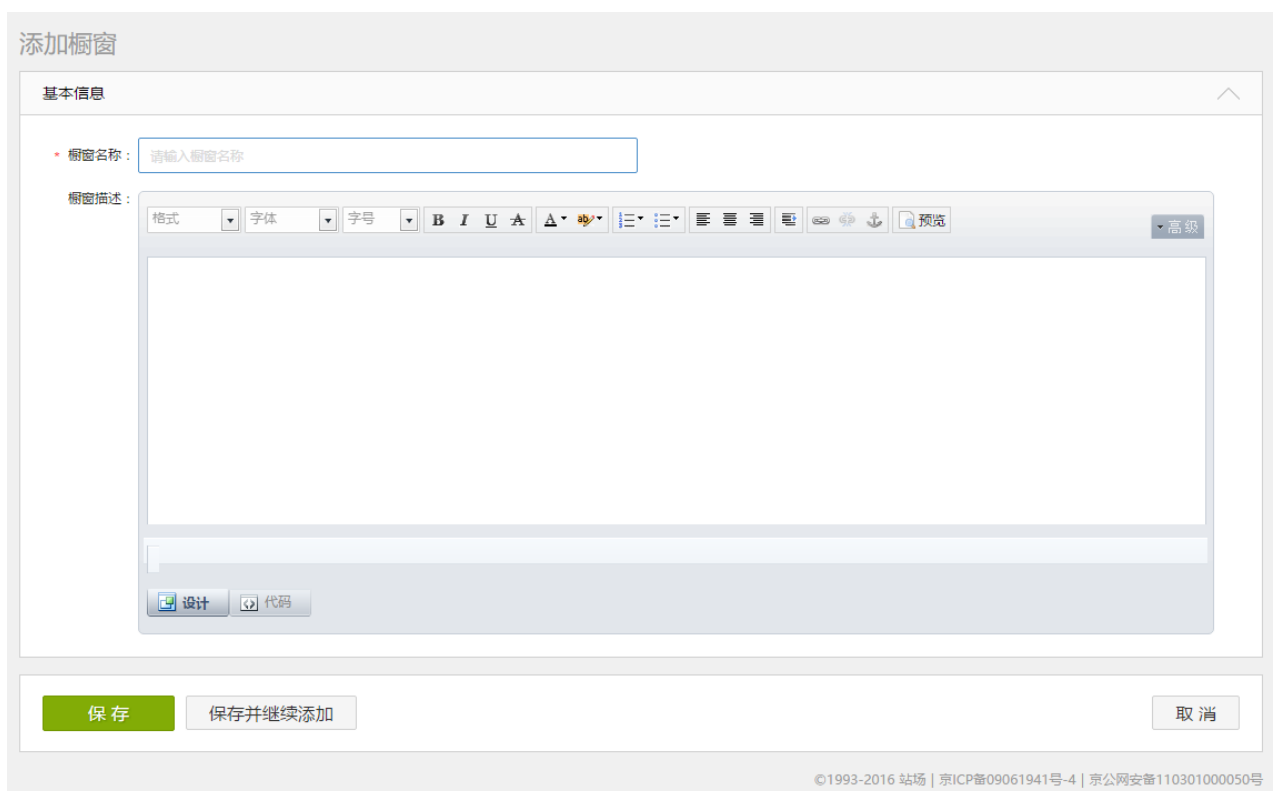 添加橱窗
基本信息
* 橱窗名称：
请输入橱窗名称
橱窗描述：
格式 字体 字号 B I U A A ab 预览 高级
设计 代码
保存 保存并继续添加 取消
©1993-2016 站场 | 京ICP备09061941号-4 | 京公网安备110301000050号